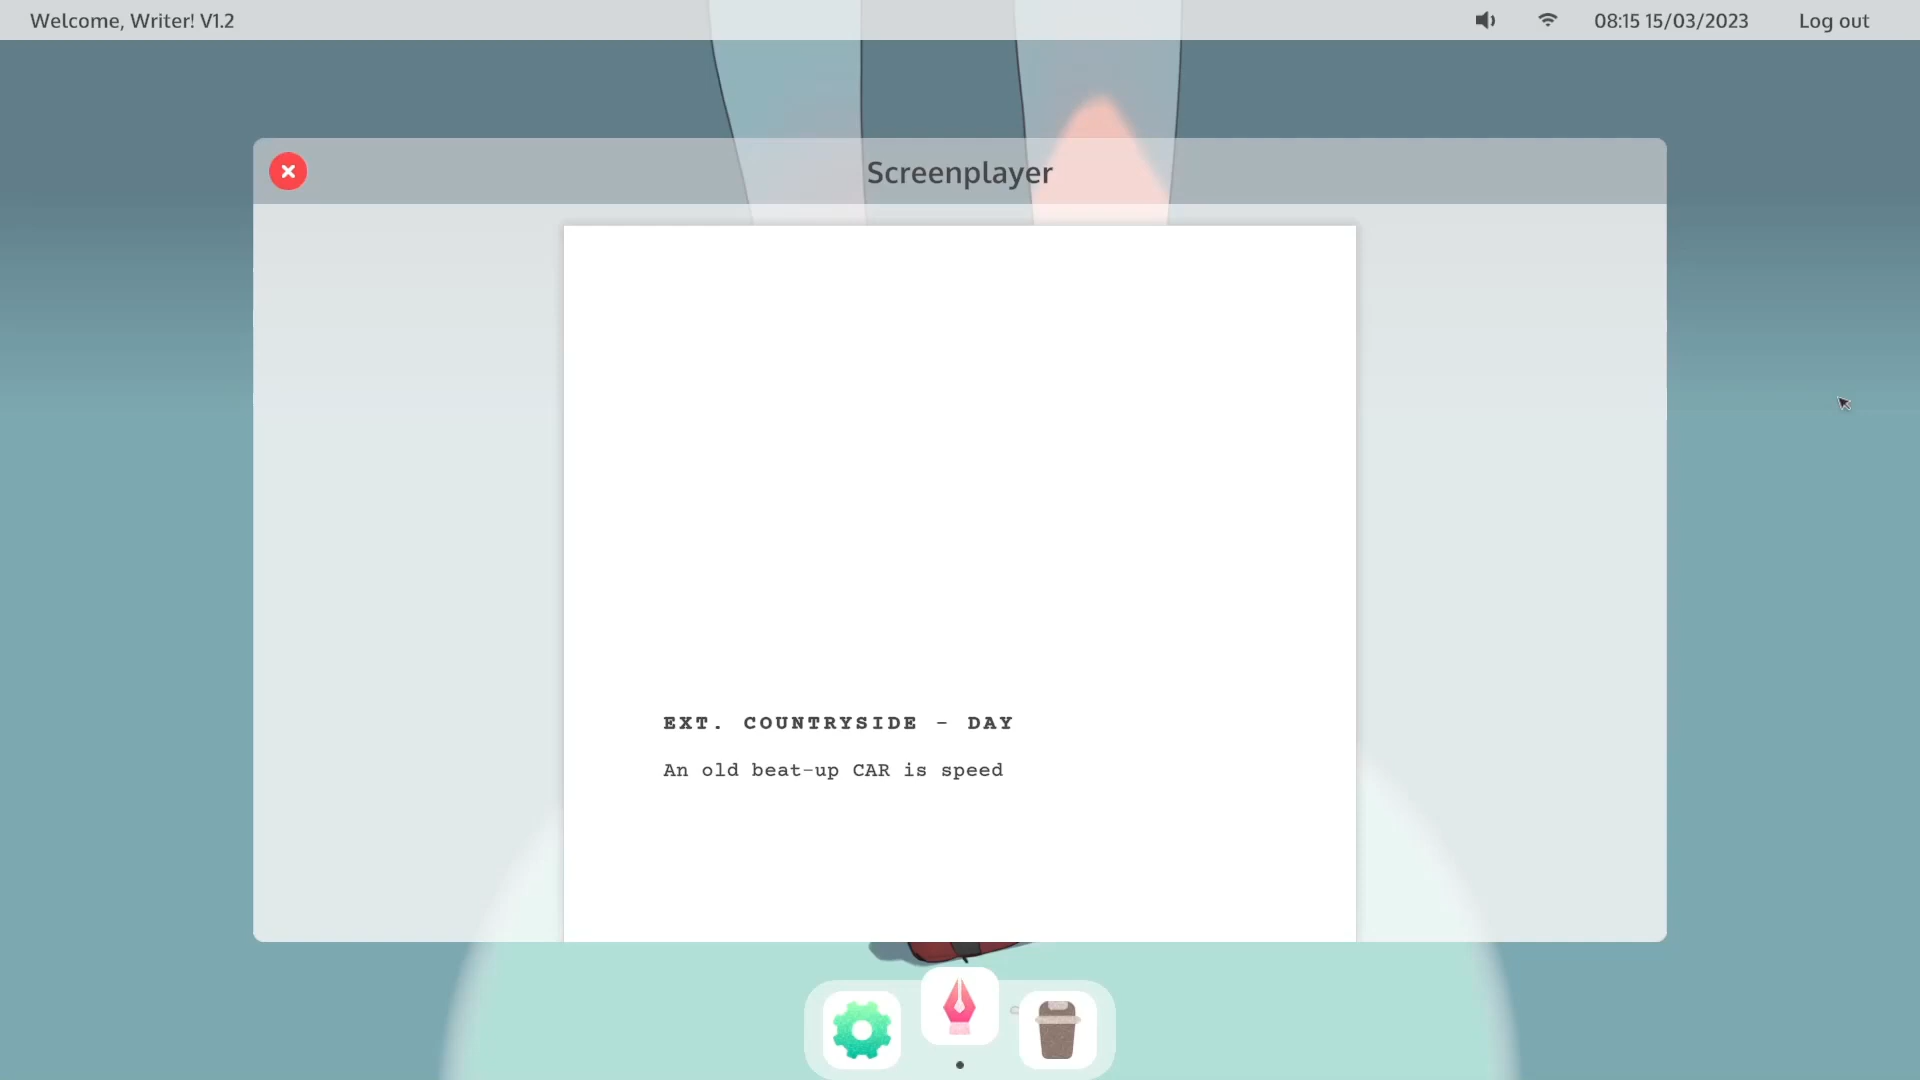 Welcome, Writer! V1.2
08:15 15/03/2023
Log out
Screenplayer
EXT. COUNTRYSIDE - DAY
An old beat-up CAR is speed